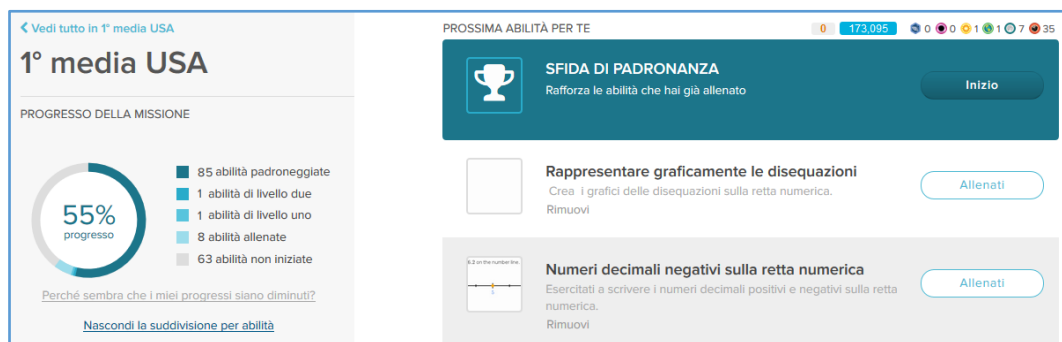 Vedi tutto in 1° media USA
1° media USA
PROGRESSO DELLA MISSIONE
55%
progresso
85 abilità padroneggiate
1 abilità di livello due
1 abilità di livello uno
8 abilità allenate
63 abilità non iniziate
Perché sembra che i miei progressi siano diminuti?
Nascondi la suddivisione per abilità
PROSSIMA ABILITÀ PER TE
0 173,095 0 0 1 1 7 35
SFIDA DI PADRONANZA
Rafforza le abilità che hai già allenato
Inizio
Rappresentare graficamente le disequazioni
Crea i grafici delle disequazioni sulla retta numerica.
Rimuovi
Allenati
on the number line.
Numeri decimali negativi sulla retta numerica
Esercitati a scrivere i numeri decimali positivi e negativi sulla retta
numerica.
Rimuovi
Allenati